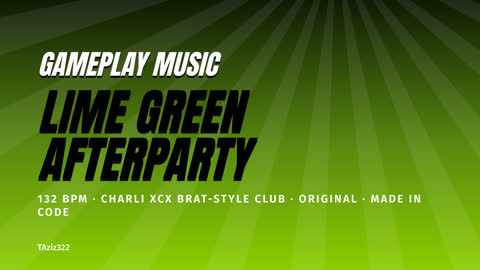 GAMEPLAY MUSIC
LIME GREEN
AFTERPARTY
132 BPM · CHARLI XCX BRAT-STYLE CLUB · ORIGINAL · MADE IN
CODE
TAziz322